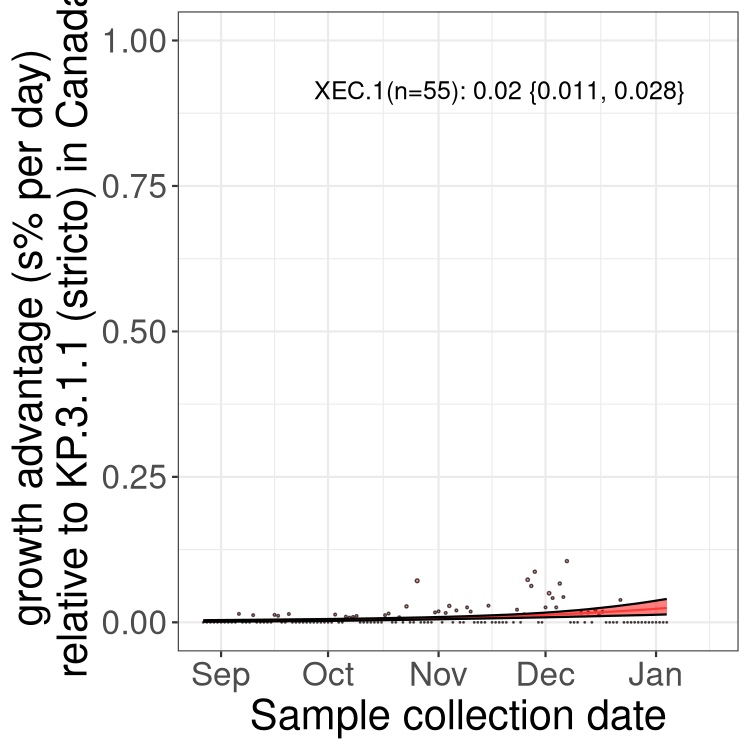 growth advantage (s% per day)
relative to KP.3.1.1 (stricto) in Canada
1.00
XEC.1(n=55): 0.02 {0.011, 0.028}
0.75
0.50
0.25
0.00
Sep Oct Nov Dec Jan
Sample collection date